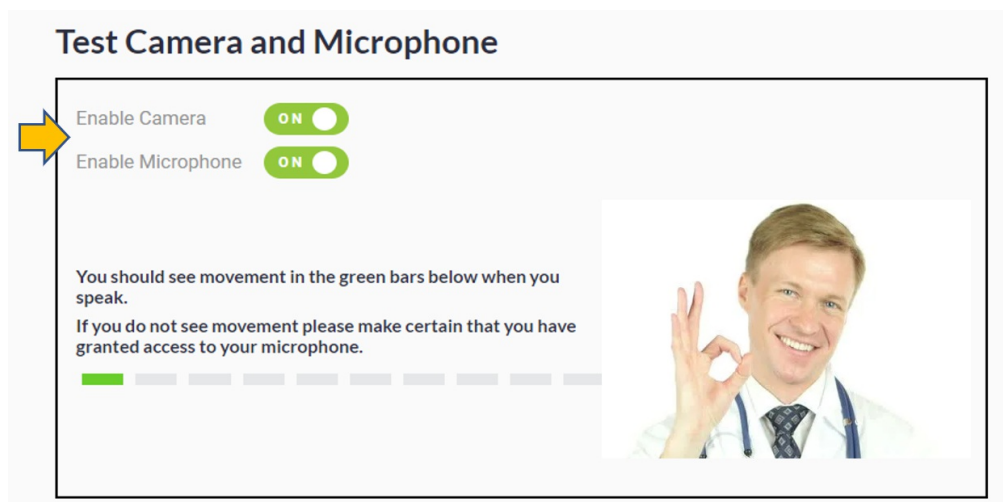 Test Camera and Microphone
Enable Camera
ON
Enable Microphone
ON
You should see movement in the green bars below when you
speak.
If you do not see movement please make certain that you have
granted access to your microphone.